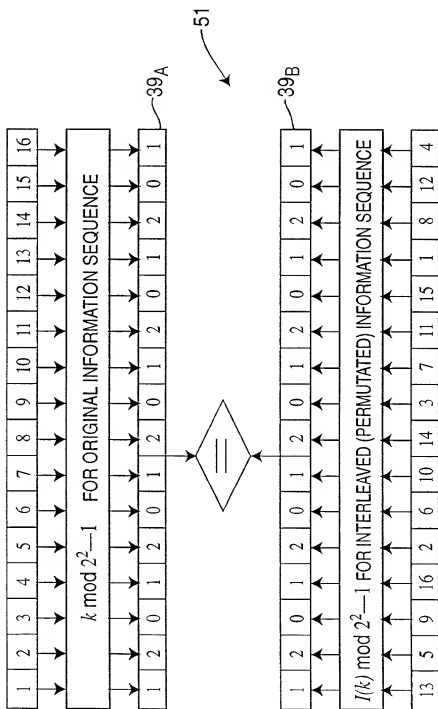 1 2 3 4 5 6 7 8 9 10 11 12 13 14 15 16
k mod 2²—1 FOR ORIGINAL INFORMATION SEQUENCE
1 2 0 1 2 0 1 2 0 1 2 0 1 2 0 1
39A
51
=
39B
1 2 0 1 2 0 1 2 0 1 2 0 1 2 0 1
I(k) mod 2²—1 FOR INTERLEAVED (PERMUTATED) INFORMATION SEQUENCE
13 5 9 16 2 6 10 14 3 7 11 15 1 8 12 4